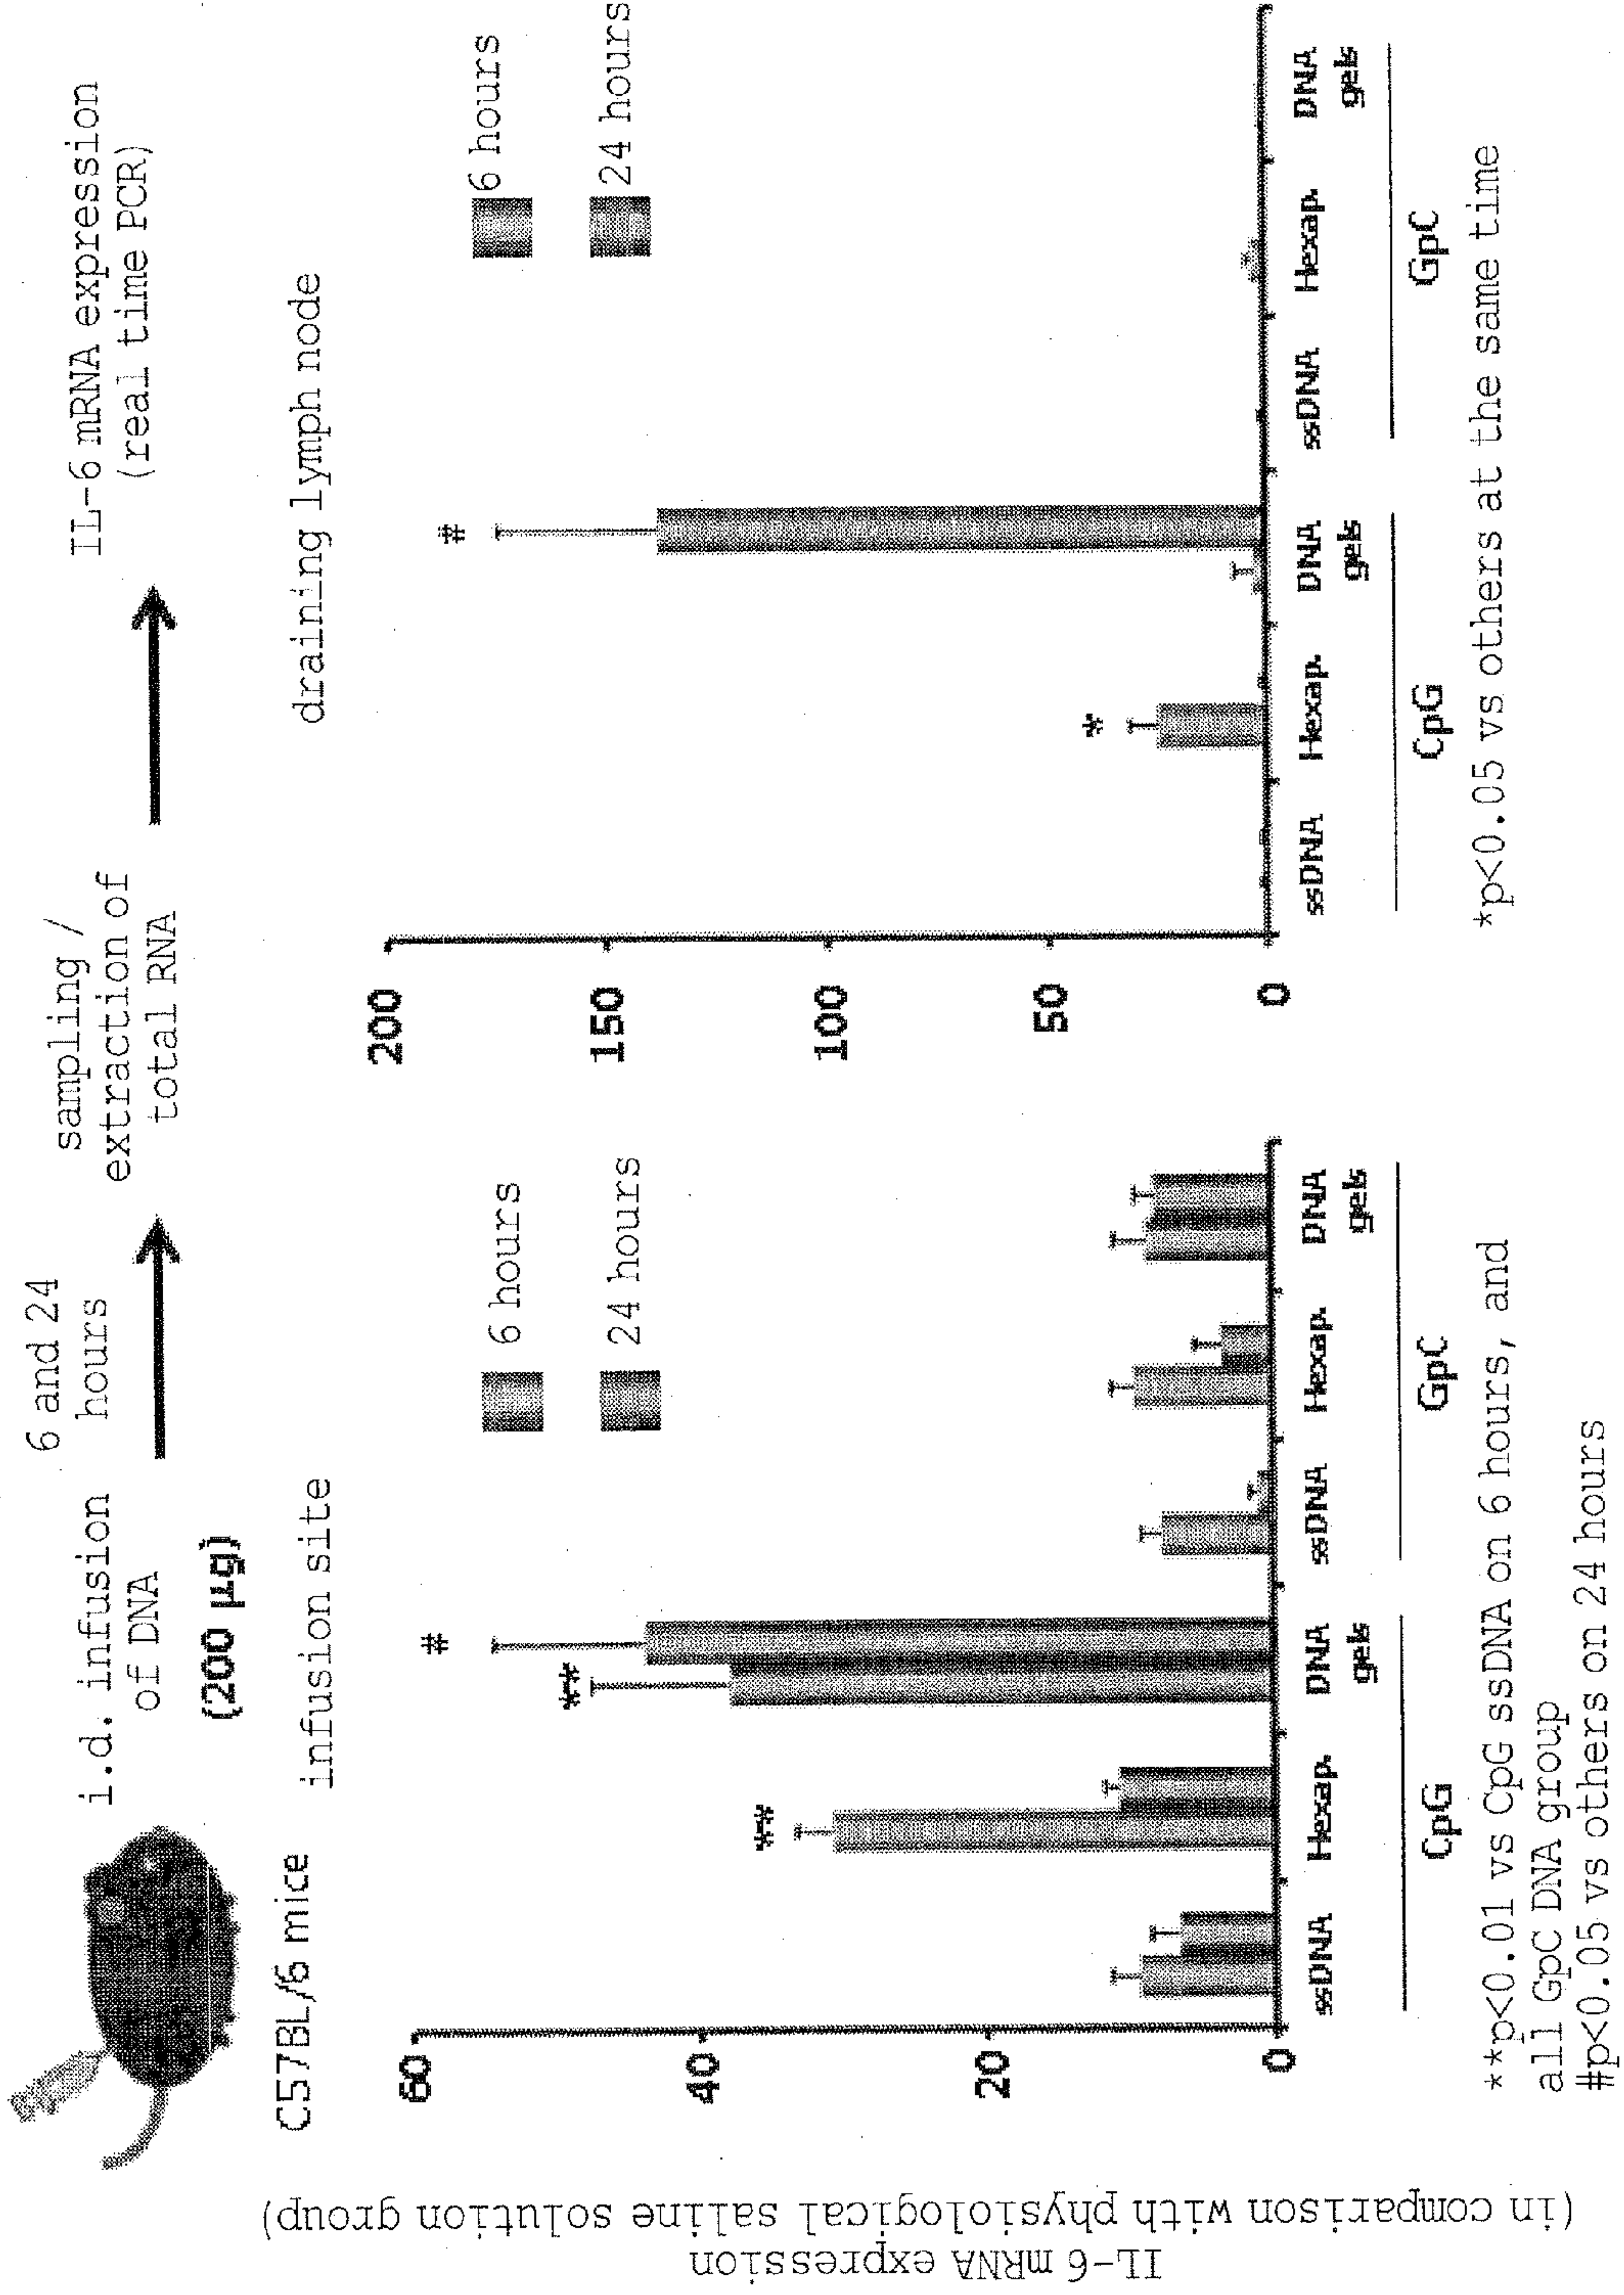 i.d. infusion
of DNA
(200 µg)
6 and 24
hours
sampling /
extraction of
total RNA
IL-6 mRNA expression
(real time PCR)
C57BL/6 mice
infusion site
6 hours
24 hours
IL-6 mRNA expression
(in comparison with physiological saline solution group)
60
40
20
0
**
**
#
ssDNA
Hexap.
DNA
gels
ssDNA
Hexap.
DNA
gels
CpG
GpC
**p<0.01 vs CpG ssDNA on 6 hours, and
all GpC DNA group
#p<0.05 vs others on 24 hours
draining lymph node
6 hours
24 hours
200
150
100
50
0
*
#
ssDNA
Hexap.
DNA
gels
ssDNA
Hexap.
DNA
gels
CpG
GpC
*p<0.05 vs others at the same time